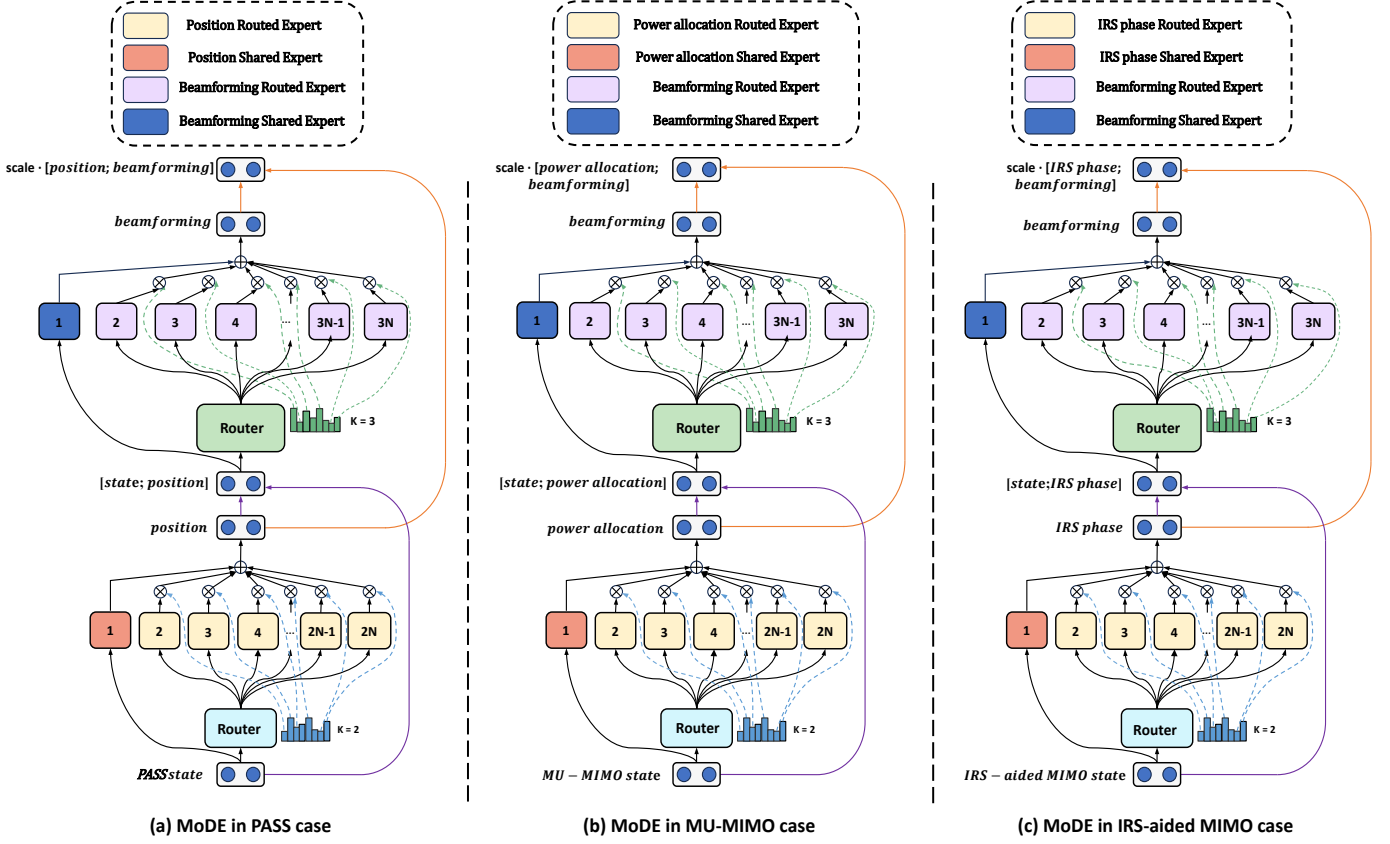 Position Routed Expert
Position Shared Expert
Beamforming Routed Expert
Beamforming Shared Expert
scale · [position; beamforming]
beamforming
1
2
3
4
...
3N-1
3N
Router
K = 3
[state; position]
position
1
2
3
4
...
2N-1
2N
Router
K = 2
PASS state
(a) MoDE in PASS case
Power allocation Routed Expert
Power allocation Shared Expert
Beamforming Routed Expert
Beamforming Shared Expert
scale · [power allocation;
beamforming]
beamforming
1
2
3
4
...
3N-1
3N
Router
K = 3
[state; power allocation]
power allocation
1
2
3
4
...
2N-1
2N
Router
K = 2
MU − MIMO state
(b) MoDE in MU-MIMO case
IRS phase Routed Expert
IRS phase Shared Expert
Beamforming Routed Expert
Beamforming Shared Expert
scale · [IRS phase;
beamforming]
beamforming
1
2
3
4
...
3N-1
3N
Router
K = 3
[state;IRS phase]
IRS phase
1
2
3
4
...
2N-1
2N
Router
K = 2
IRS − aided MIMO state
(c) MoDE in IRS-aided MIMO case